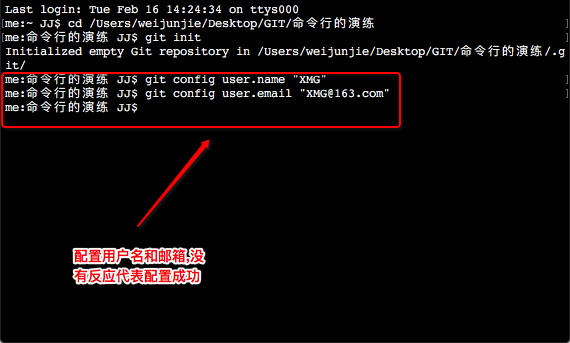 Last login: Tue Feb 16 14:24:34 on ttys000
[me:~ JJ$ cd /Users/weijunjie/Desktop/GIT/命令行的演练 ]
[me:命令行的演练 JJ$ git init ]
Initialized empty Git repository in /Users/weijunjie/Desktop/GIT/命令行的演练/.g
it/
[me:命令行的演练 JJ$ git config user.name "XMG" ]
[me:命令行的演练 JJ$ git config user.email "XMG@163.com" ]
me:命令行的演练 JJ$
配置用户名和邮箱,没
有反应代表配置成功